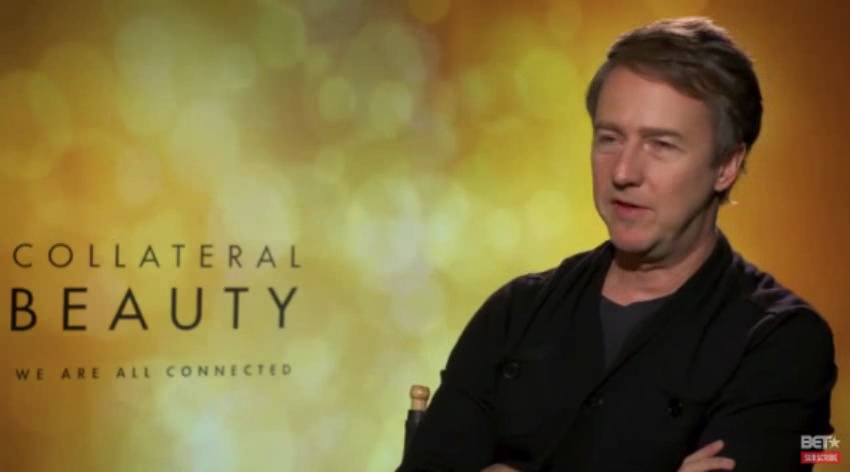 COLLATERAL
BEAUTY
WE ARE ALL CONNECTED
BET★
SUBSCRIBE